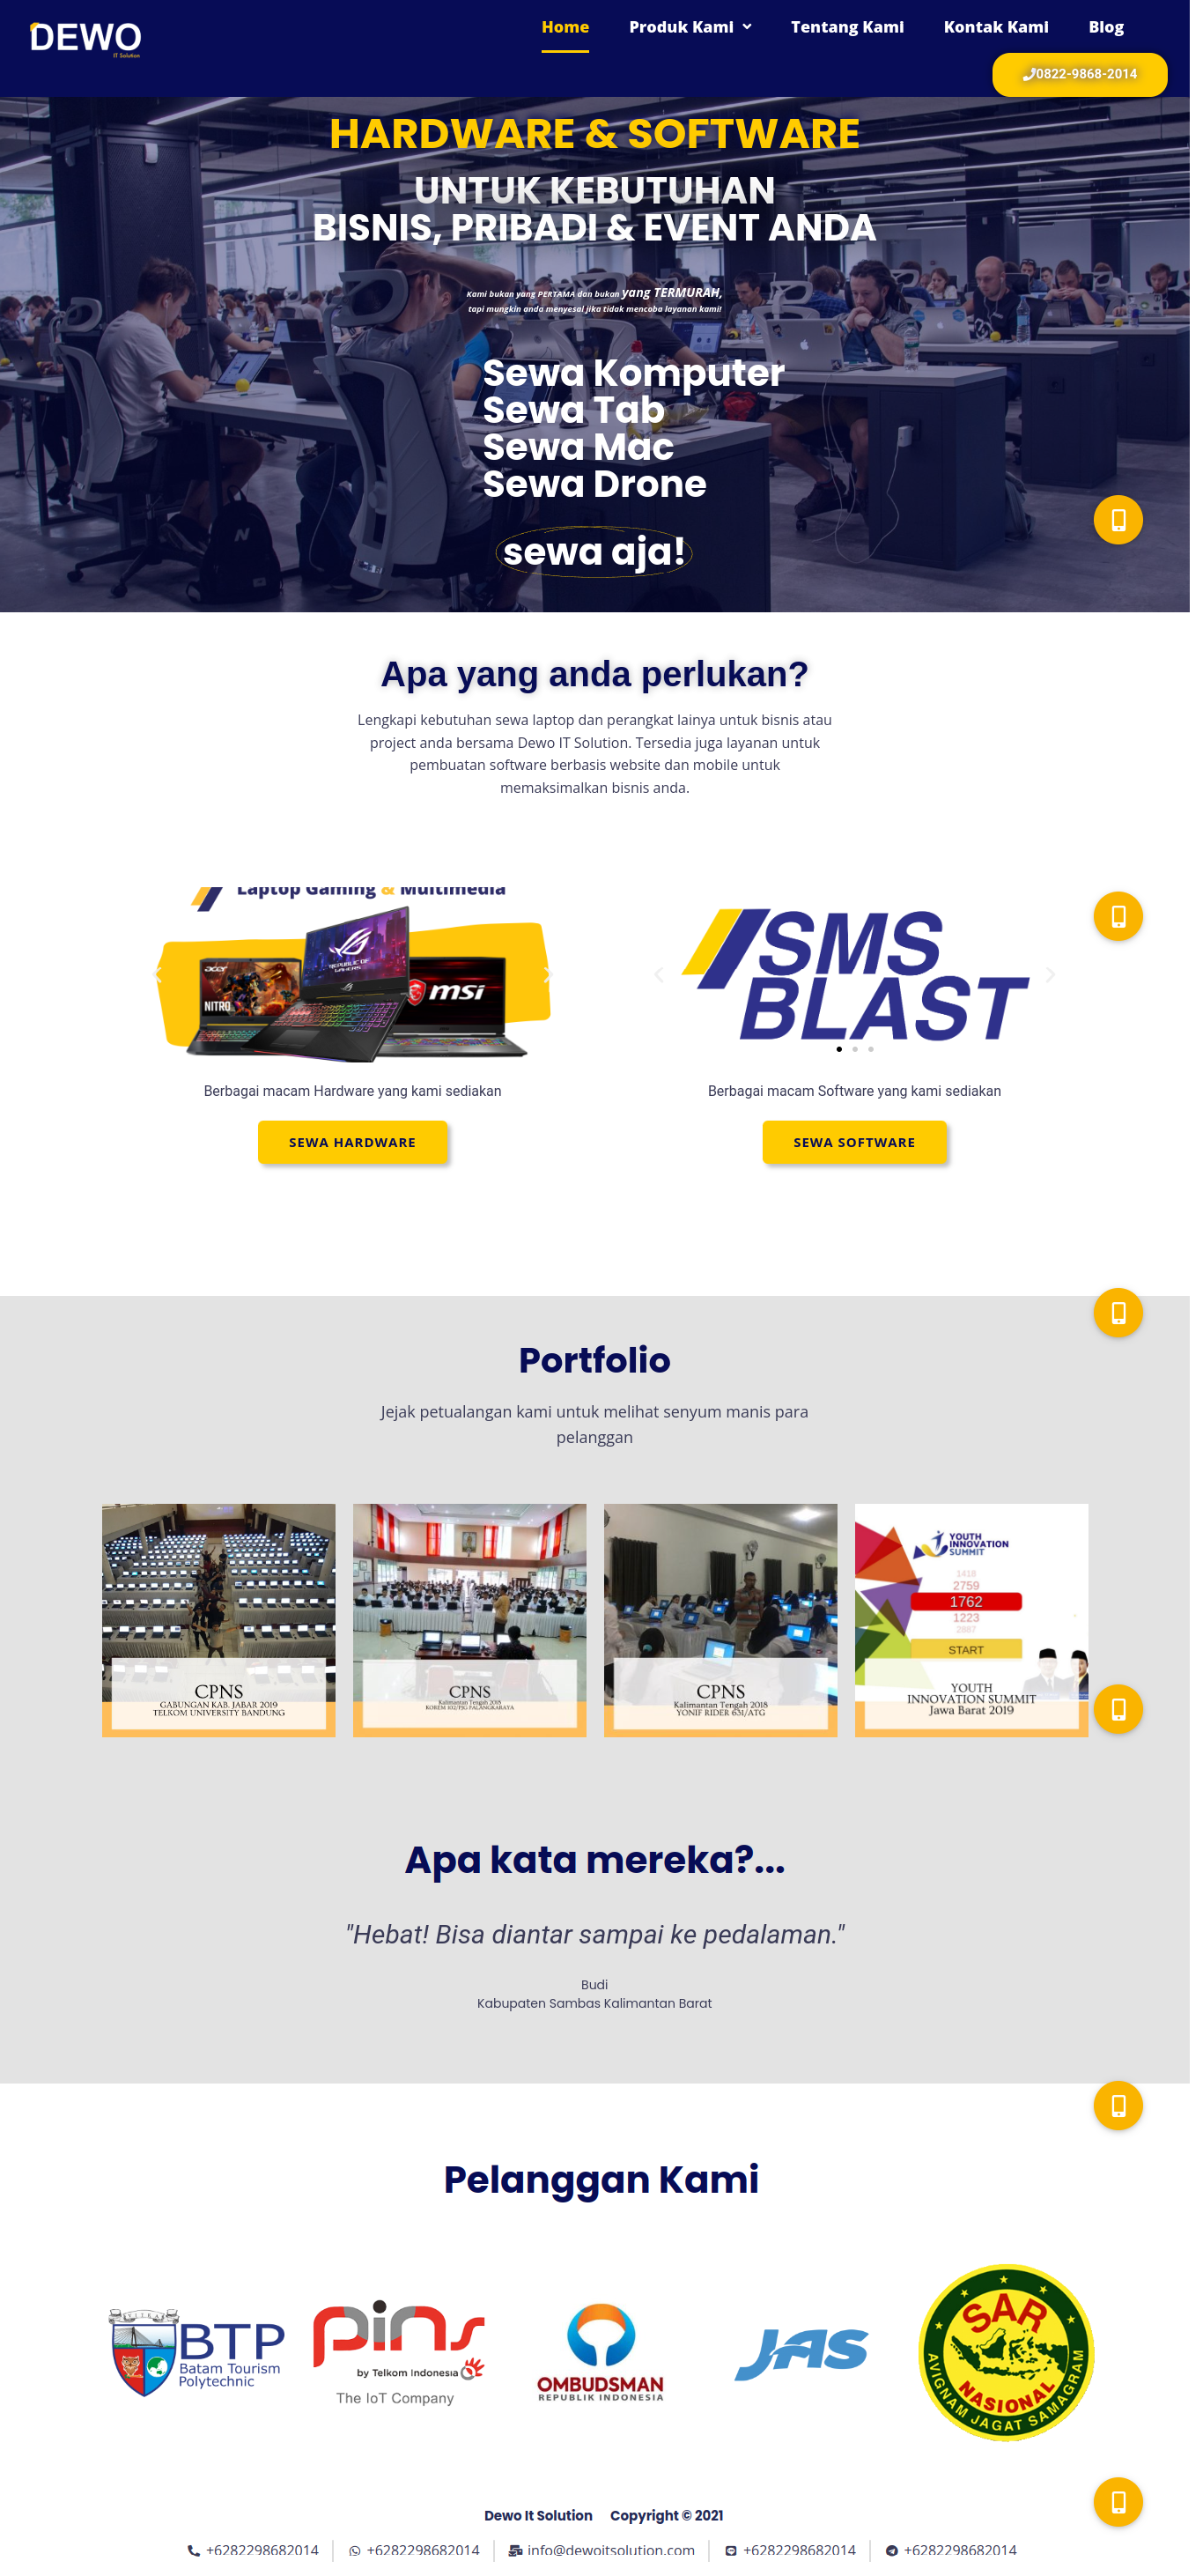 DEWO
IT Solution
Home
Produk Kami
Tentang Kami
Kontak Kami
Blog
0822-9868-2014
HARDWARE & SOFTWARE
UNTUK KEBUTUHAN
BISNIS, PRIBADI & EVENT ANDA
Kami bukan yang PERTAMA dan bukan yang TERMURAH,
tapi mungkin anda menyesal jika tidak mencoba layanan kami!
Sewa Komputer
Sewa Tab
Sewa Mac
Sewa Drone
sewa aja!
Apa yang anda perlukan?
Lengkapi kebutuhan sewa laptop dan perangkat lainya untuk bisnis atau
project anda bersama Dewo IT Solution. Tersedia juga layanan untuk
pembuatan software berbasis website dan mobile untuk
memaksimalkan bisnis anda.
Laptop Gaming & Multimedia
acer
NITRO
REPUBLIC OF
GAMERS
msi
SMS
BLAST
Berbagai macam Hardware yang kami sediakan
SEWA HARDWARE
Berbagai macam Software yang kami sediakan
SEWA SOFTWARE
Portfolio
Jejak petualangan kami untuk melihat senyum manis para
pelanggan
CPNS
GABUNGAN KAB. JABAR 2019
TELKOM UNIVERSITY BANDUNG
CPNS
Kalimantan Tengah 2018
KOREM 102/PJG PALANGKARAYA
CPNS
Kalimantan Tengah 2018
YONIF RIDER 631/ATG
YOUTH
INNOVATION
SUMMIT
1418
2759
1762
1223
2887
START
YOUTH
INNOVATION SUMMIT
Jawa Barat 2019
Apa kata mereka?...
"Hebat! Bisa diantar sampai ke pedalaman."
Budi
Kabupaten Sambas Kalimantan Barat
Pelanggan Kami
BTP
Batam Tourism
Polytechnic
pins
by Telkom Indonesia
The IoT Company
OMBUDSMAN
REPUBLIK INDONESIA
JAS
SAR
NASIONAL
AVIGNAM JAGAT SAMAGRAM
Dewo It Solution
Copyright © 2021
+6282298682014
+6282298682014
info@dewoitsolution.com
+6282298682014
+6282298682014